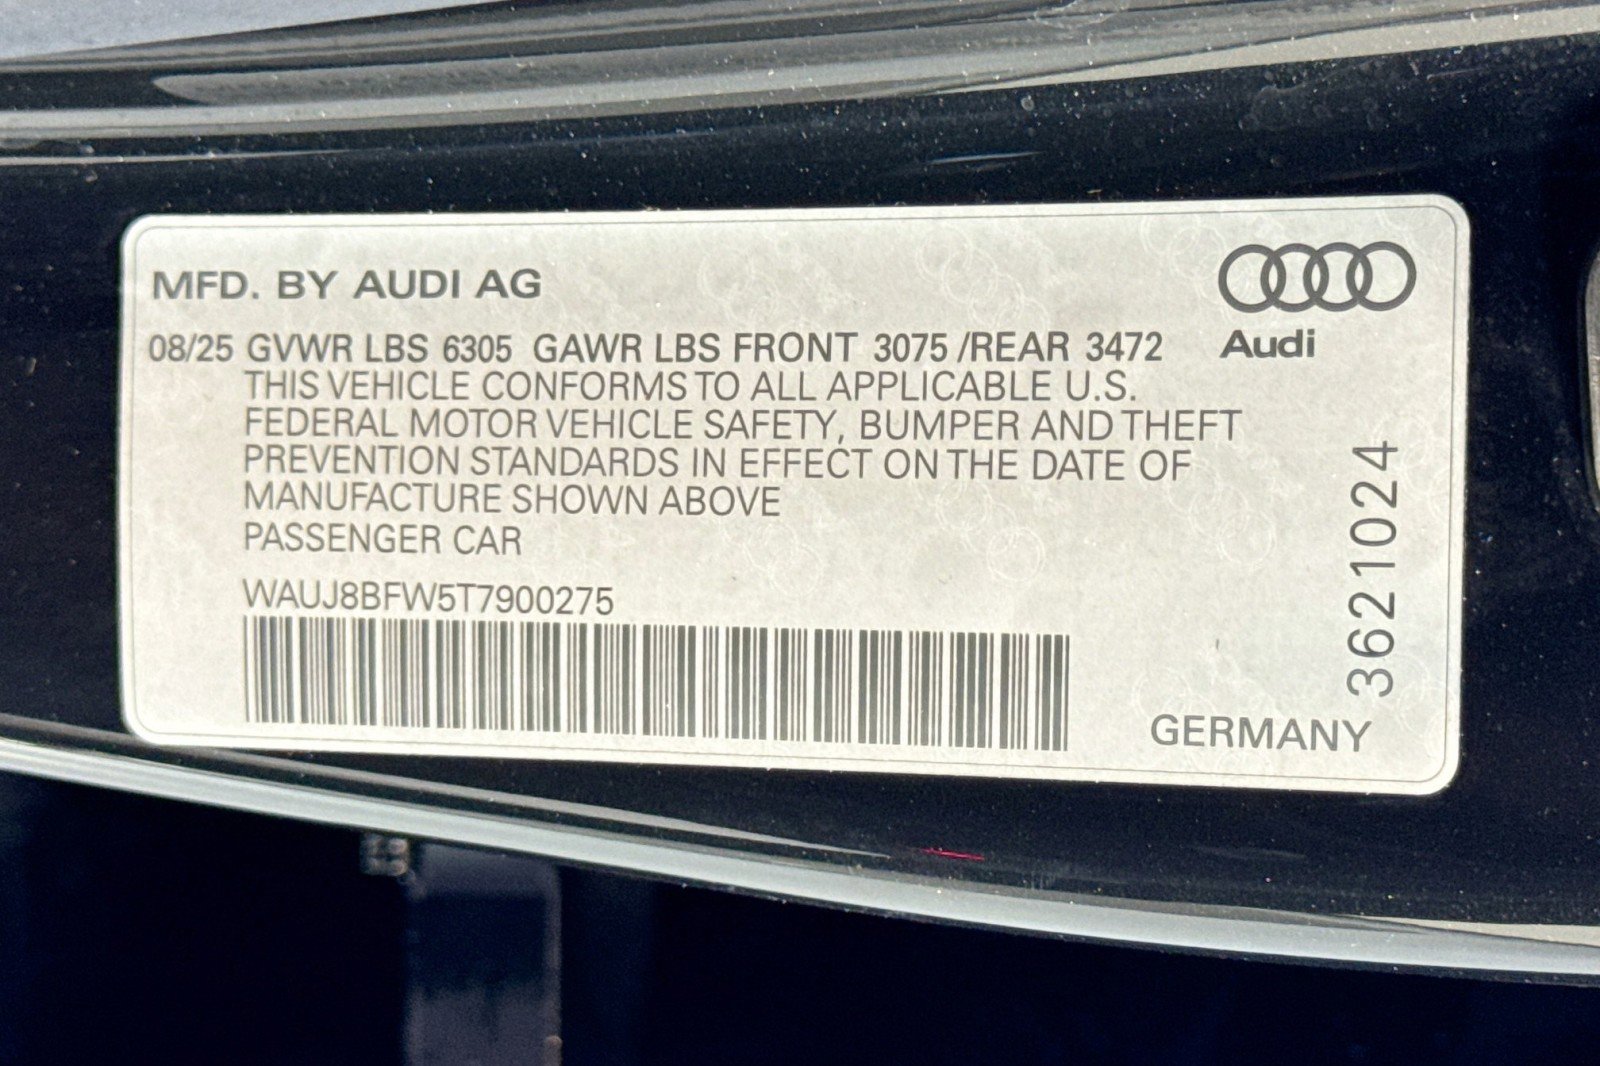 MFD. BY AUDI AG
Audi
08/25 GVWR LBS 6305 GAWR LBS FRONT 3075 /REAR 3472
THIS VEHICLE CONFORMS TO ALL APPLICABLE U.S.
FEDERAL MOTOR VEHICLE SAFETY, BUMPER AND THEFT
PREVENTION STANDARDS IN EFFECT ON THE DATE OF
MANUFACTURE SHOWN ABOVE
PASSENGER CAR
WAUJ8BFW5T7900275
3621024
GERMANY